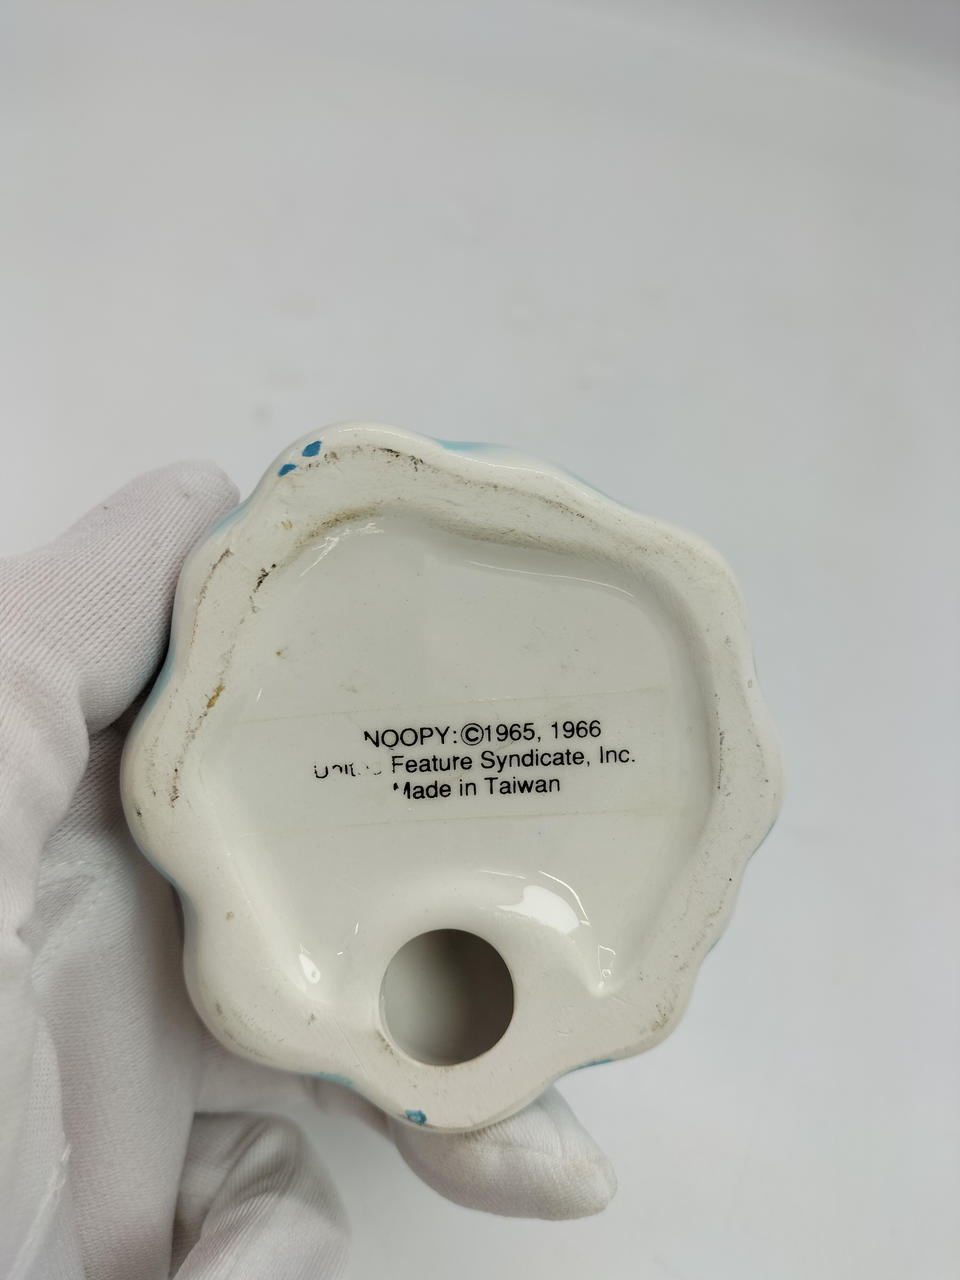 NOOPY:©1965, 1966
Feature Syndicate, Inc.
Made in Taiwan